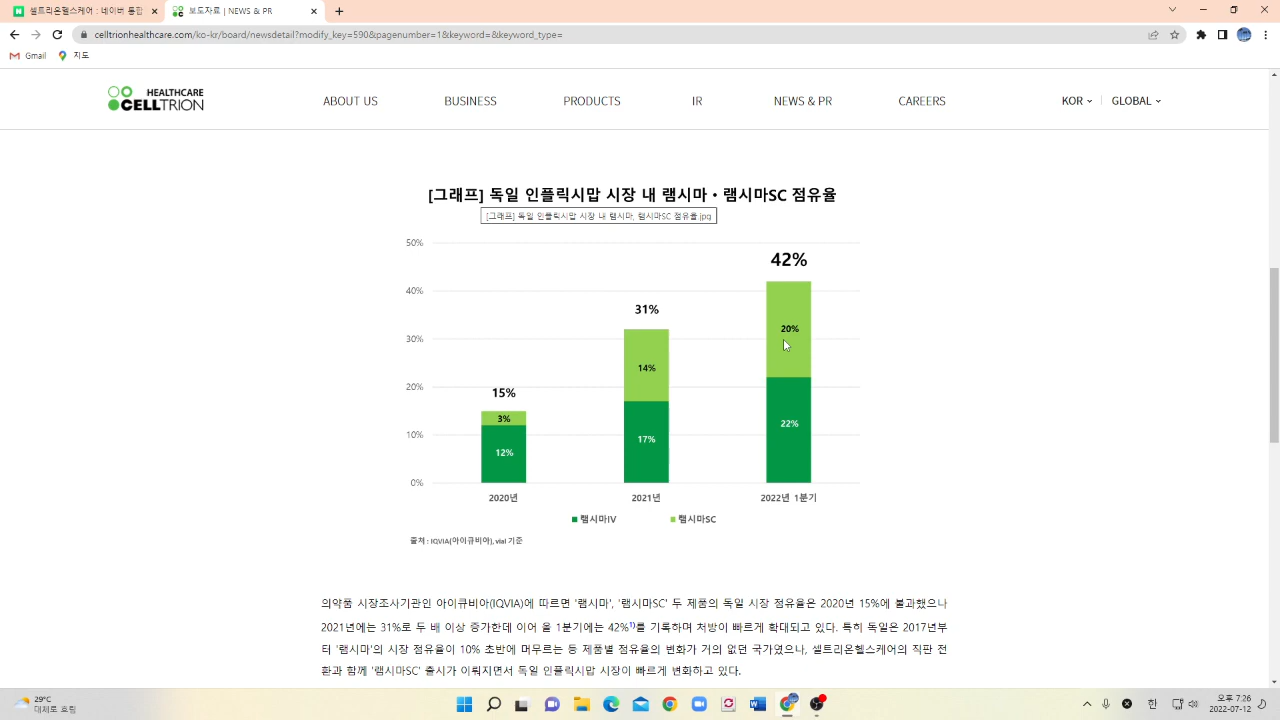 셀트리온헬스케어 : 네이버 통합
보도자료 | NEWS & PR
celltrionhealthcare.com/ko-kr/board/newsdetail?modify_key=590&pagenumber=1&keyword=&keyword_type=
Gmail
지도
HEALTHCARE
CELLTRION
ABOUT US
BUSINESS
PRODUCTS
IR
NEWS & PR
CAREERS
KOR
GLOBAL
[그래프] 독일 인플릭시맙 시장 내 램시마・램시마SC 점유율
[그래프] 독일 인플릭시맙 시장 내 램시마, 램시마SC 점유율.jpg
50%
42%
40%
31%
30%
20%
14%
20%
15%
3%
10%
12%
17%
22%
0%
2020년
2021년
2022년 1분기
램시마IV
램시마SC
출처 : IQVIA(아이큐비아), vial 기준
의약품 시장조사기관인 아이큐비아(IQVIA)에 따르면 '램시마', '램시마SC' 두 제품의 독일 시장 점유율은 2020년 15%에 불과했으나
2021년에는 31%로 두 배 이상 증가한데 이어 올 1분기에는 42%¹⁾를 기록하며 처방이 빠르게 확대되고 있다. 특히 독일은 2017년부
터 '램시마'의 시장 점유율이 10% 초반에 머무르는 등 제품별 점유율의 변화가 거의 없던 국가였으나, 셀트리온헬스케어의 직판 전
환과 함께 '램시마SC' 출시가 이뤄지면서 독일 인플릭시맙 시장이 빠르게 변화하고 있다.
29°C
대체로 흐림
한
오후 7:26
2022-07-12